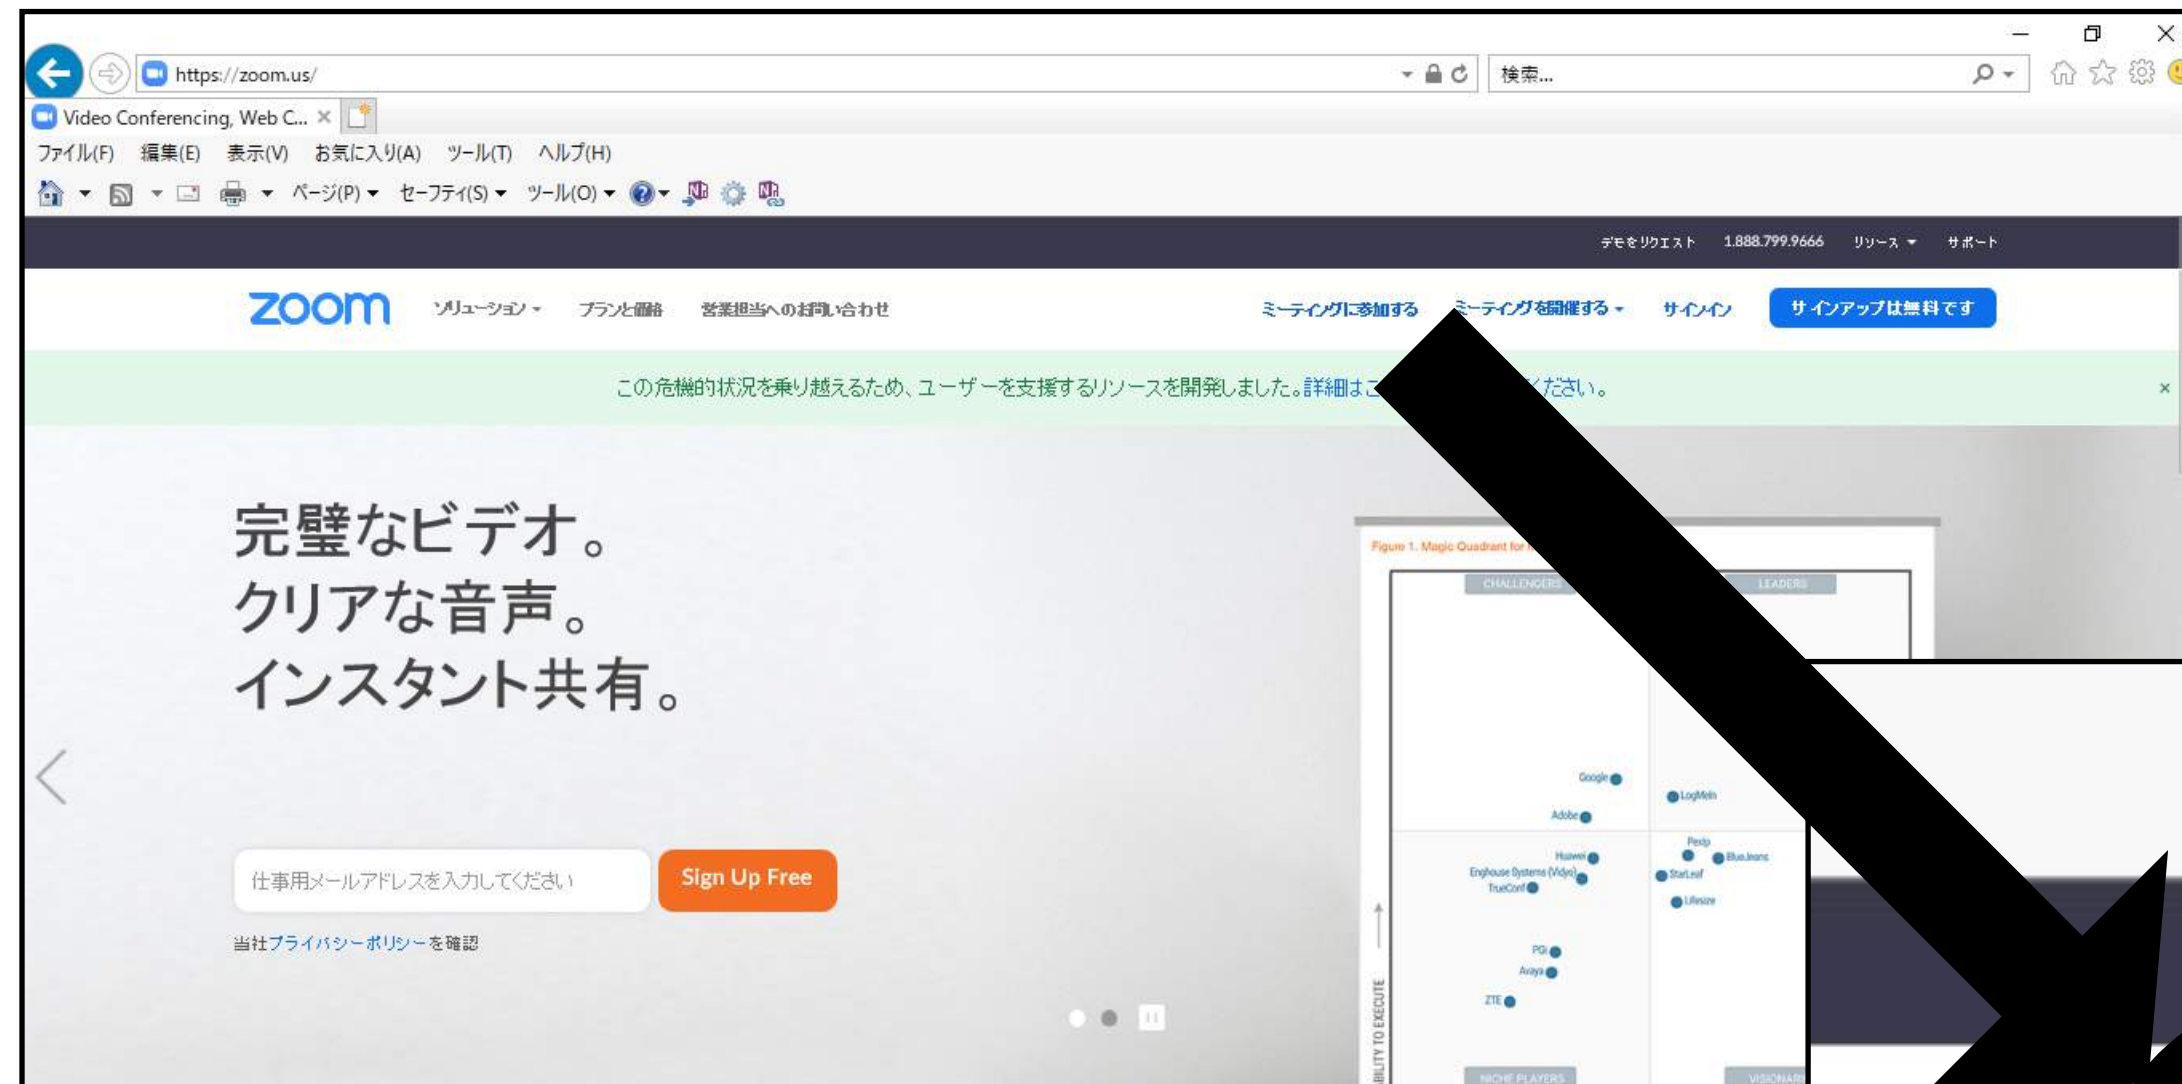 https://zoom.us/
検索...
Video Conferencing, Web C...
ファイル(F) 編集(E) 表示(V) お気に入り(A) ツール(T) ヘルプ(H)
ページ(P) セーフティ(S) ツール(O)
デモをリクエスト 1.888.799.9666 リソース サポート
zoom ソリューション プランと価格 営業担当へのお問い合わせ ミーティングに参加する ミーティングを開催する サインイン サインアップは無料です
この危機的状況を乗り越えるため、ユーザーを支援するリソースを開発しました。詳細はこ ださい。
完璧なビデオ。
クリアな音声。
インスタント共有。
仕事用メールアドレスを入力してください
Sign Up Free
当社プライバシーポリシーを確認
Figure 1. Magic Quadrant for
CHALLENGERS LEADERS
Google
LogMeIn
Adobe
Pexip
Huawei
BlueJeans
Enghouse Systems (Vidyo)
StarLeaf
TrueConf
Lifesize
PGi
Avaya
ZTE
ABILITY TO EXECUTE
NICHE PLAYERS VISIONAR